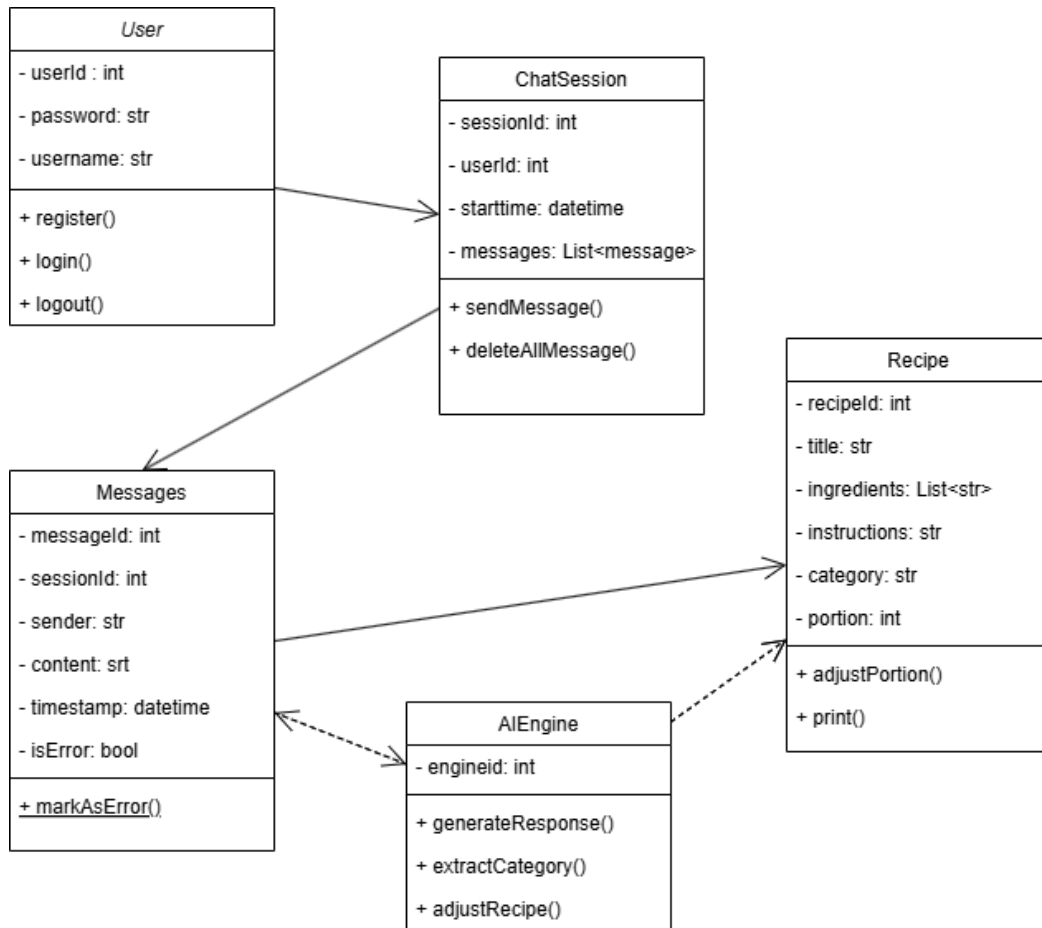 User
- userId : int
- password: str
- username: str
+ register()
+ login()
+ logout()
ChatSession
- sessionId: int
- userId: int
- starttime: datetime
- messages: List<message>
+ sendMessage()
+ deleteAllMessage()
Messages
- messageId: int
- sessionId: int
- sender: str
- content: srt
- timestamp: datetime
- isError: bool
+ markAsError()
Recipe
- recipeId: int
- title: str
- ingredients: List<str>
- instructions: str
- category: str
- portion: int
+ adjustPortion()
+ print()
AIEngine
- engineid: int
+ generateResponse()
+ extractCategory()
+ adjustRecipe()